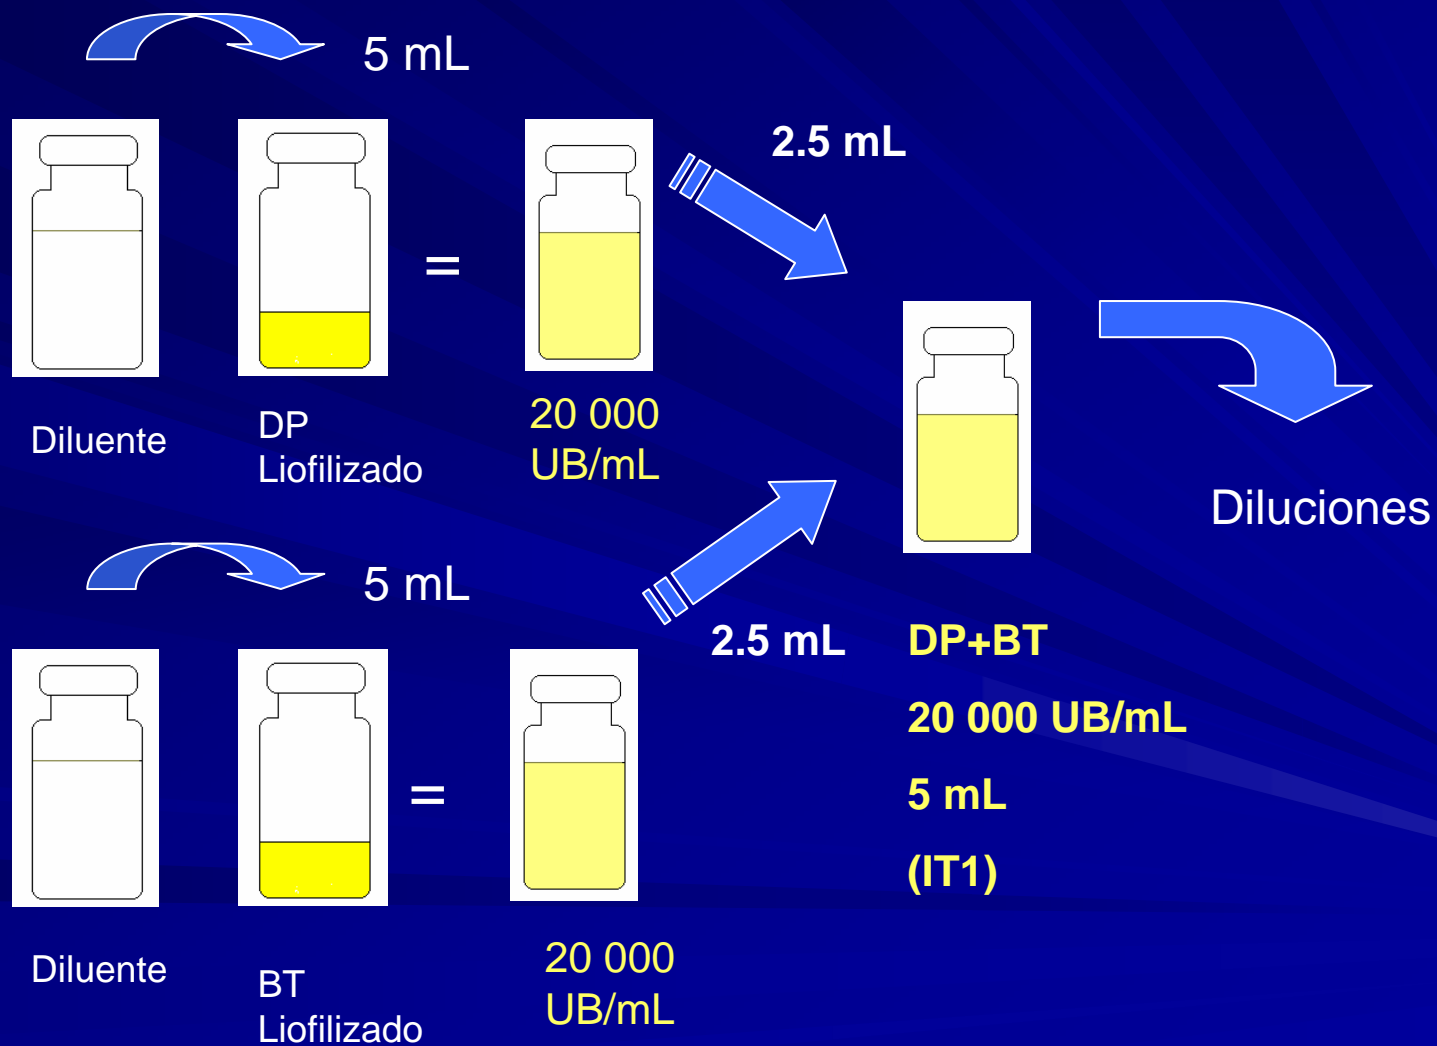 5 mL
2.5 mL
=
Diluente
DP
Liofilizado
20 000
UB/mL
Diluciones
5 mL
2.5 mL
DP+BT
20 000 UB/mL
5 mL
(IT1)
=
Diluente
BT
Liofilizado
20 000
UB/mL